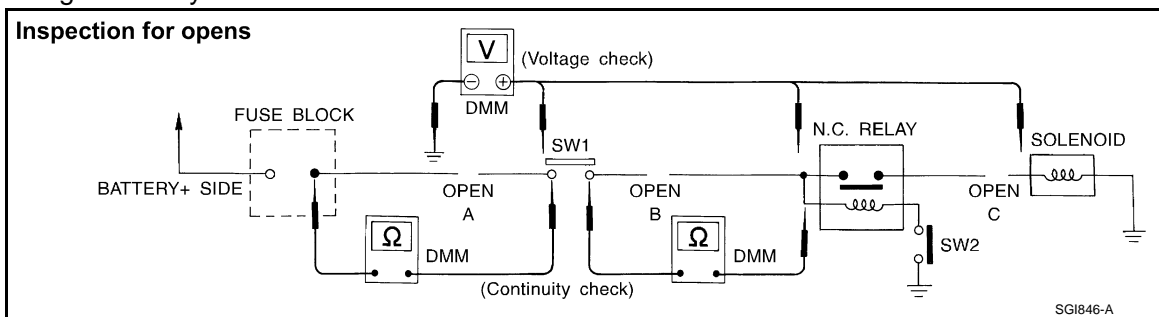 Inspection for opens
V
(Voltage check)
DMM
FUSE BLOCK
N.C. RELAY
SW1
SOLENOID
BATTERY+ SIDE
OPEN
A
OPEN
B
OPEN
C
Ω
DMM
Ω
DMM
SW2
(Continuity check)
SGI846-A